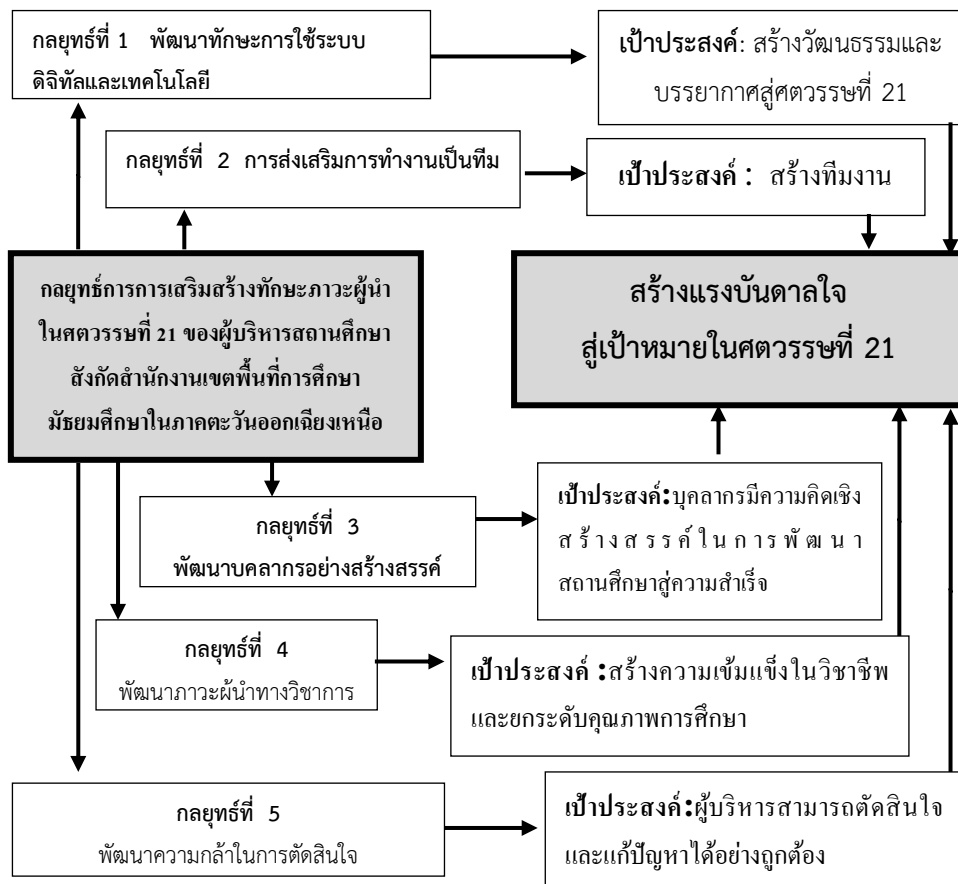 กลยุทธ์ที่ 1 พัฒนาทักษะการใช้ระบบ
ดิจิทัลและเทคโนโลยี
เป้าประสงค์: สร้างวัฒนธรรมและ
บรรยากาศสู่ศตวรรษที่ 21
กลยุทธ์ที่ 2 การส่งเสริมการทำงานเป็นทีม
เป้าประสงค์ : สร้างทีมงาน
กลยุทธ์การการเสริมสร้างทักษะภาวะผู้นำ
ในศตวรรษที่ 21 ของผู้บริหารสถานศึกษา
สังกัดสำนักงานเขตพื้นที่การศึกษา
มัธยมศึกษาในภาคตะวันออกเฉียงเหนือ
สร้างแรงบันดาลใจ
สู่เป้าหมายในศตวรรษที่ 21
กลยุทธ์ที่ 3
พัฒนาบคลากรอย่างสร้างสรรค์
เป้าประสงค์:บุคลากรมีความคิดเชิง
สร้างสรรค์ในการพัฒนา
สถานศึกษาสู่ความสำเร็จ
กลยุทธ์ที่ 4
พัฒนาภาวะผ้นำทางวิชาการ
เป้าประสงค์ :สร้างความเข้มแข็งในวิชาชีพ
และยกระดับคุณภาพการศึกษา
กลยุทธ์ที่ 5
พัฒนาความกล้าในการตัดสินใจ
เป้าประสงค์:ผู้บริหารสามารถตัดสินใจ
และแก้ปัญหาได้อย่างถูกต้อง